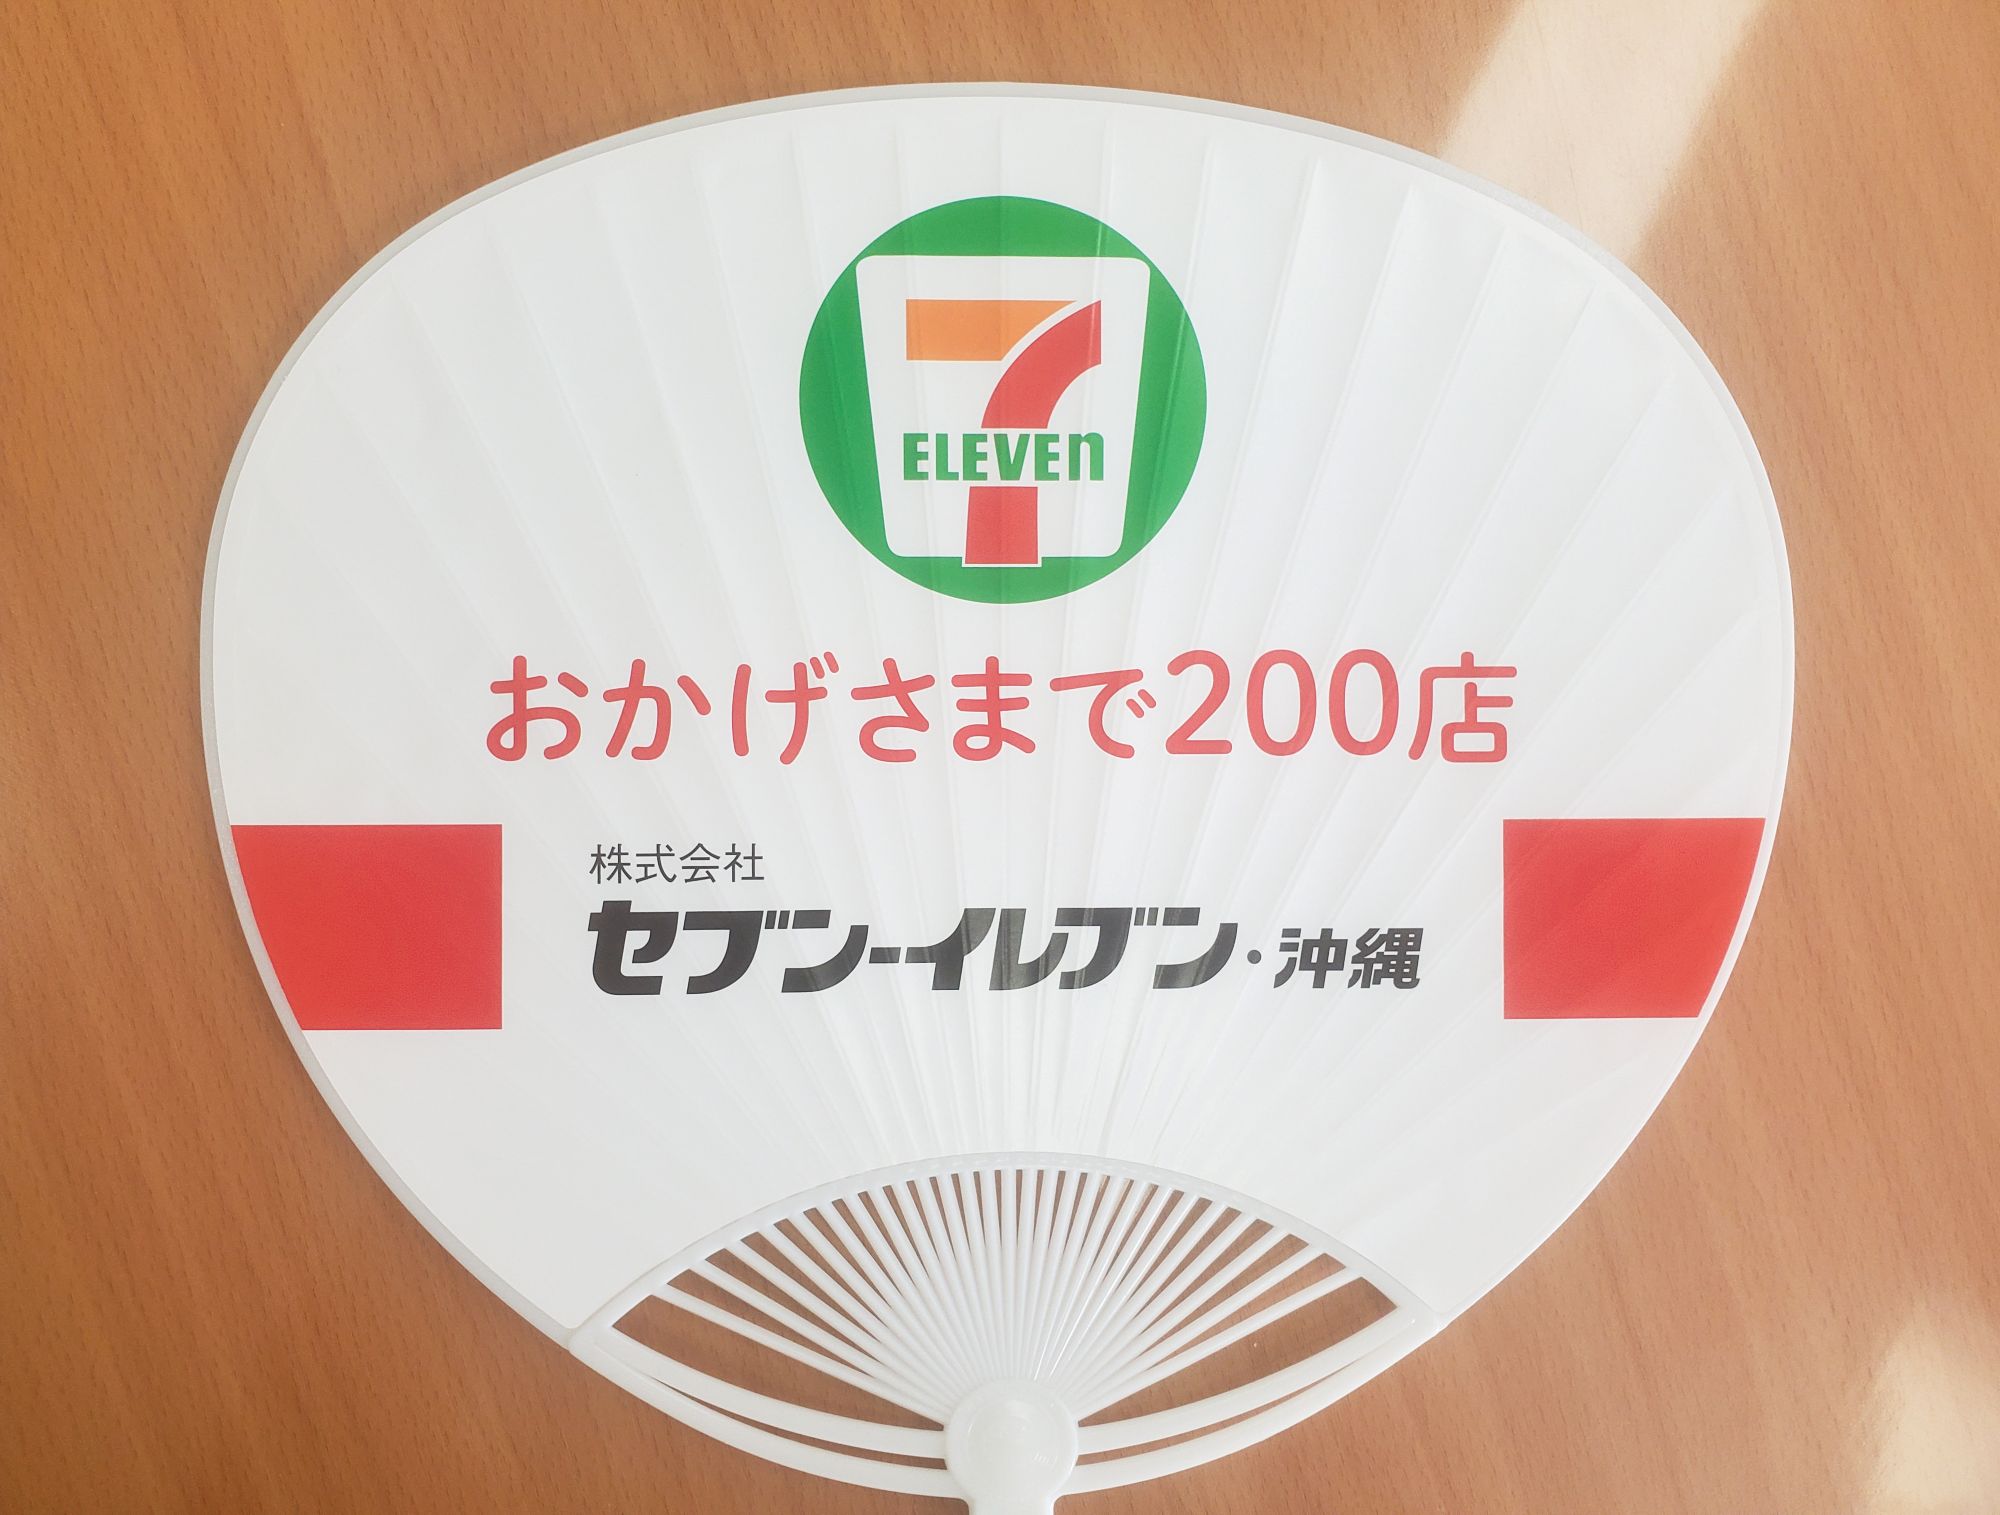 7
ELEVEn
おかげさまで200店
株式会社
セブン-イレブン・沖縄